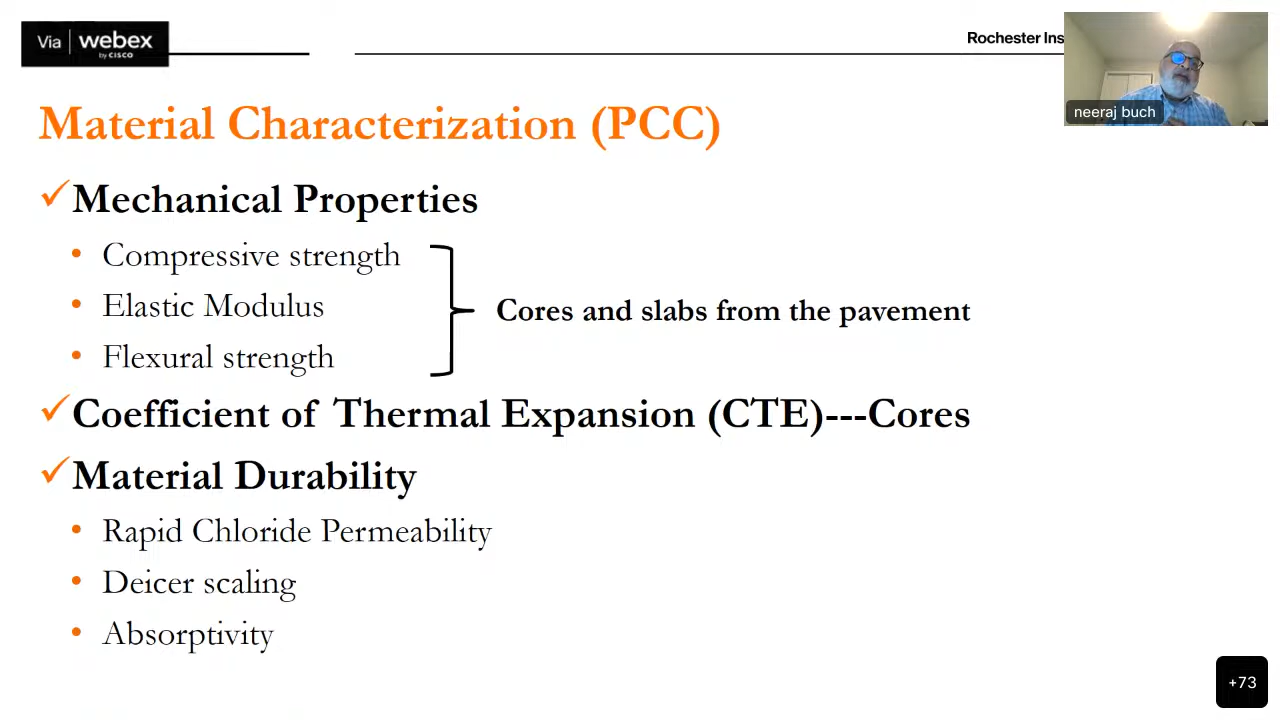 Via | webex
by CISCO
Rochester Ins
neeraj buch
Material Characterization (PCC)
✓Mechanical Properties
• Compressive strength
• Elastic Modulus
• Flexural strength
Cores and slabs from the pavement
✓Coefficient of Thermal Expansion (CTE)---Cores
✓Material Durability
• Rapid Chloride Permeability
• Deicer scaling
• Absorptivity
+73